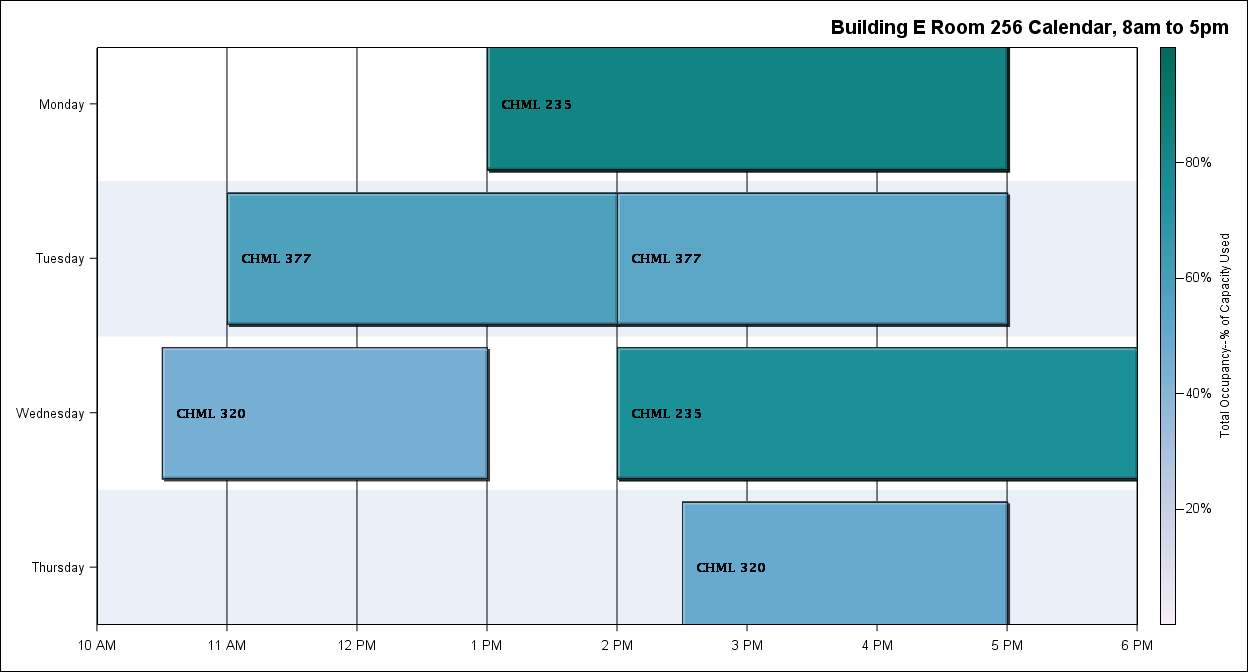 Building E Room 256 Calendar, 8am to 5pm
Monday
CHML 235
Tuesday
CHML 377
CHML 377
Wednesday
CHML 320
CHML 235
Thursday
CHML 320
10 AM
11 AM
12 PM
1 PM
2 PM
3 PM
4 PM
5 PM
6 PM
80%
60%
40%
20%
Total Occupancy--% of Capacity Used